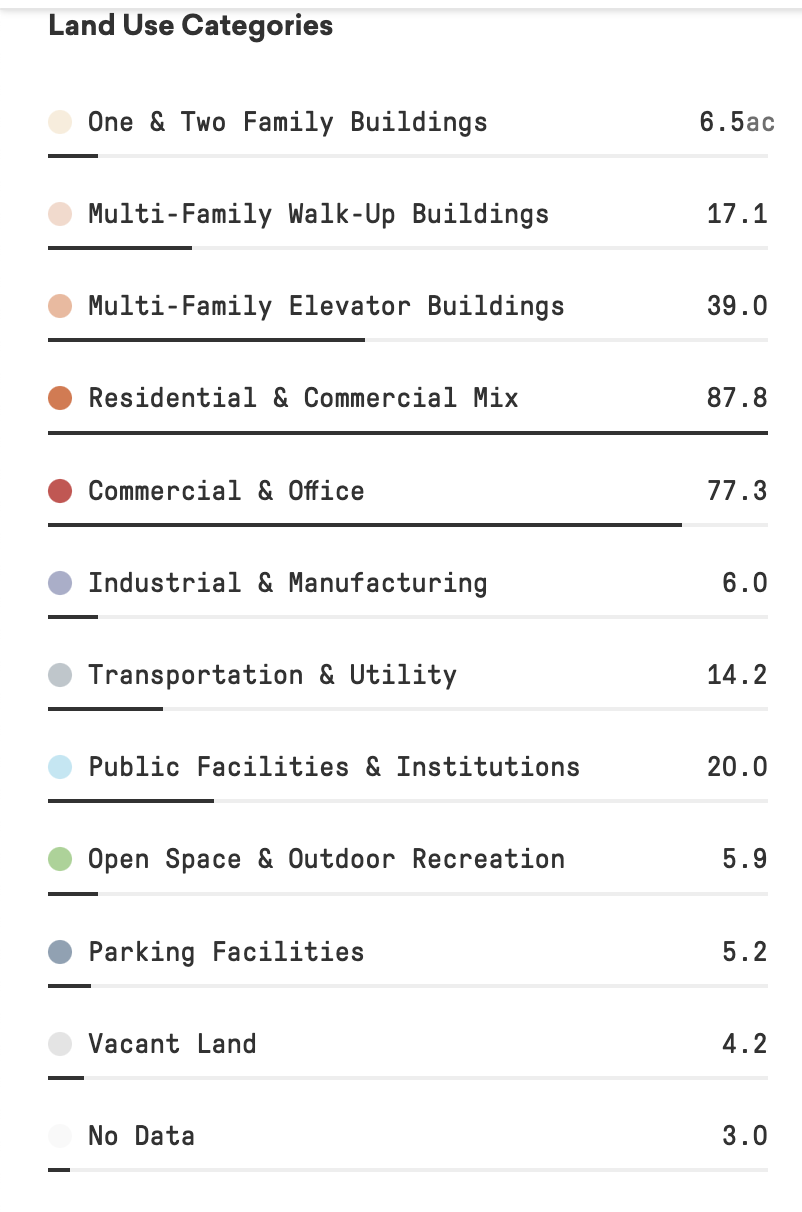 Land Use Categories
One & Two Family Buildings 6.5ac
Multi-Family Walk-Up Buildings 17.1
Multi-Family Elevator Buildings 39.0
Residential & Commercial Mix 87.8
Commercial & Office 77.3
Industrial & Manufacturing 6.0
Transportation & Utility 14.2
Public Facilities & Institutions 20.0
Open Space & Outdoor Recreation 5.9
Parking Facilities 5.2
Vacant Land 4.2
No Data 3.0